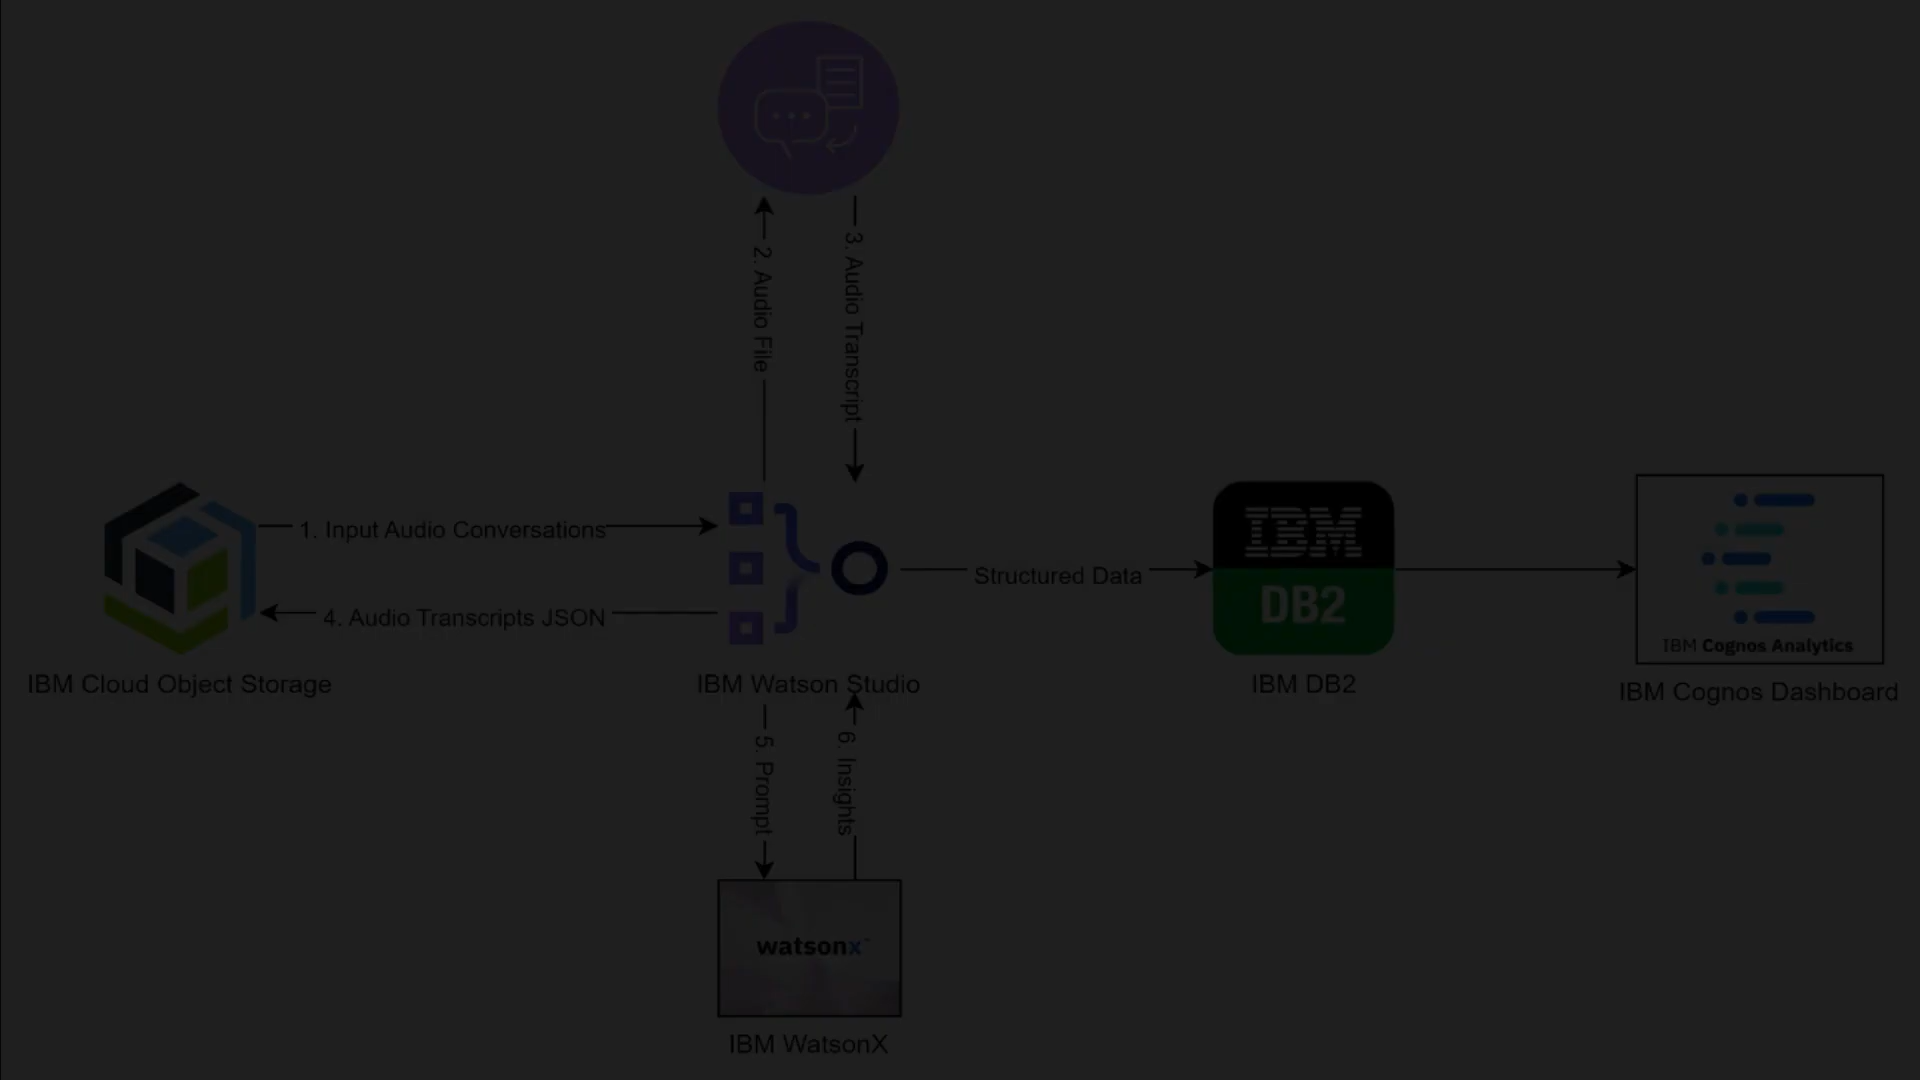 2. Audio File
3. Audio Transcript
1. Input Audio Conversations
4. Audio Transcripts JSON
IBM Cloud Object Storage
IBM Watson Studio
Structured Data
IBM
DB2
IBM DB2
IBM Cognos Analytics
IBM Cognos Dashboard
5. Prompt
6. Insights
watsonx
IBM WatsonX